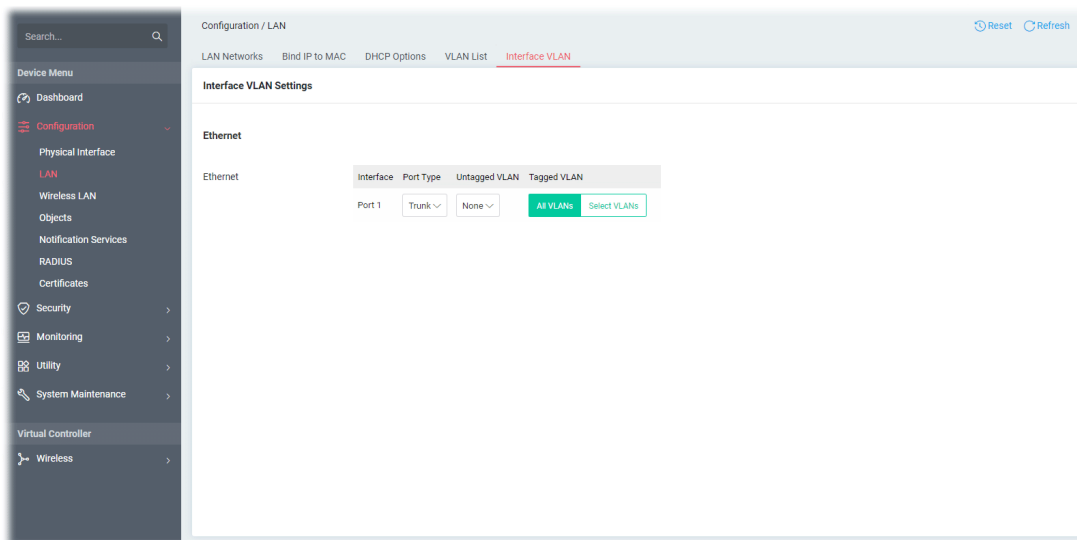 Search...
Device Menu
Dashboard
Configuration
Physical Interface
LAN
Wireless LAN
Objects
Notification Services
RADIUS
Certificates
Security
Monitoring
Utility
System Maintenance
Virtual Controller
Wireless
Configuration / LAN
Reset Refresh
LAN Networks Bind IP to MAC DHCP Options VLAN List Interface VLAN
Interface VLAN Settings
Ethernet
Ethernet
Interface Port Type Untagged VLAN Tagged VLAN
Port 1 Trunk None All VLANs Select VLANs